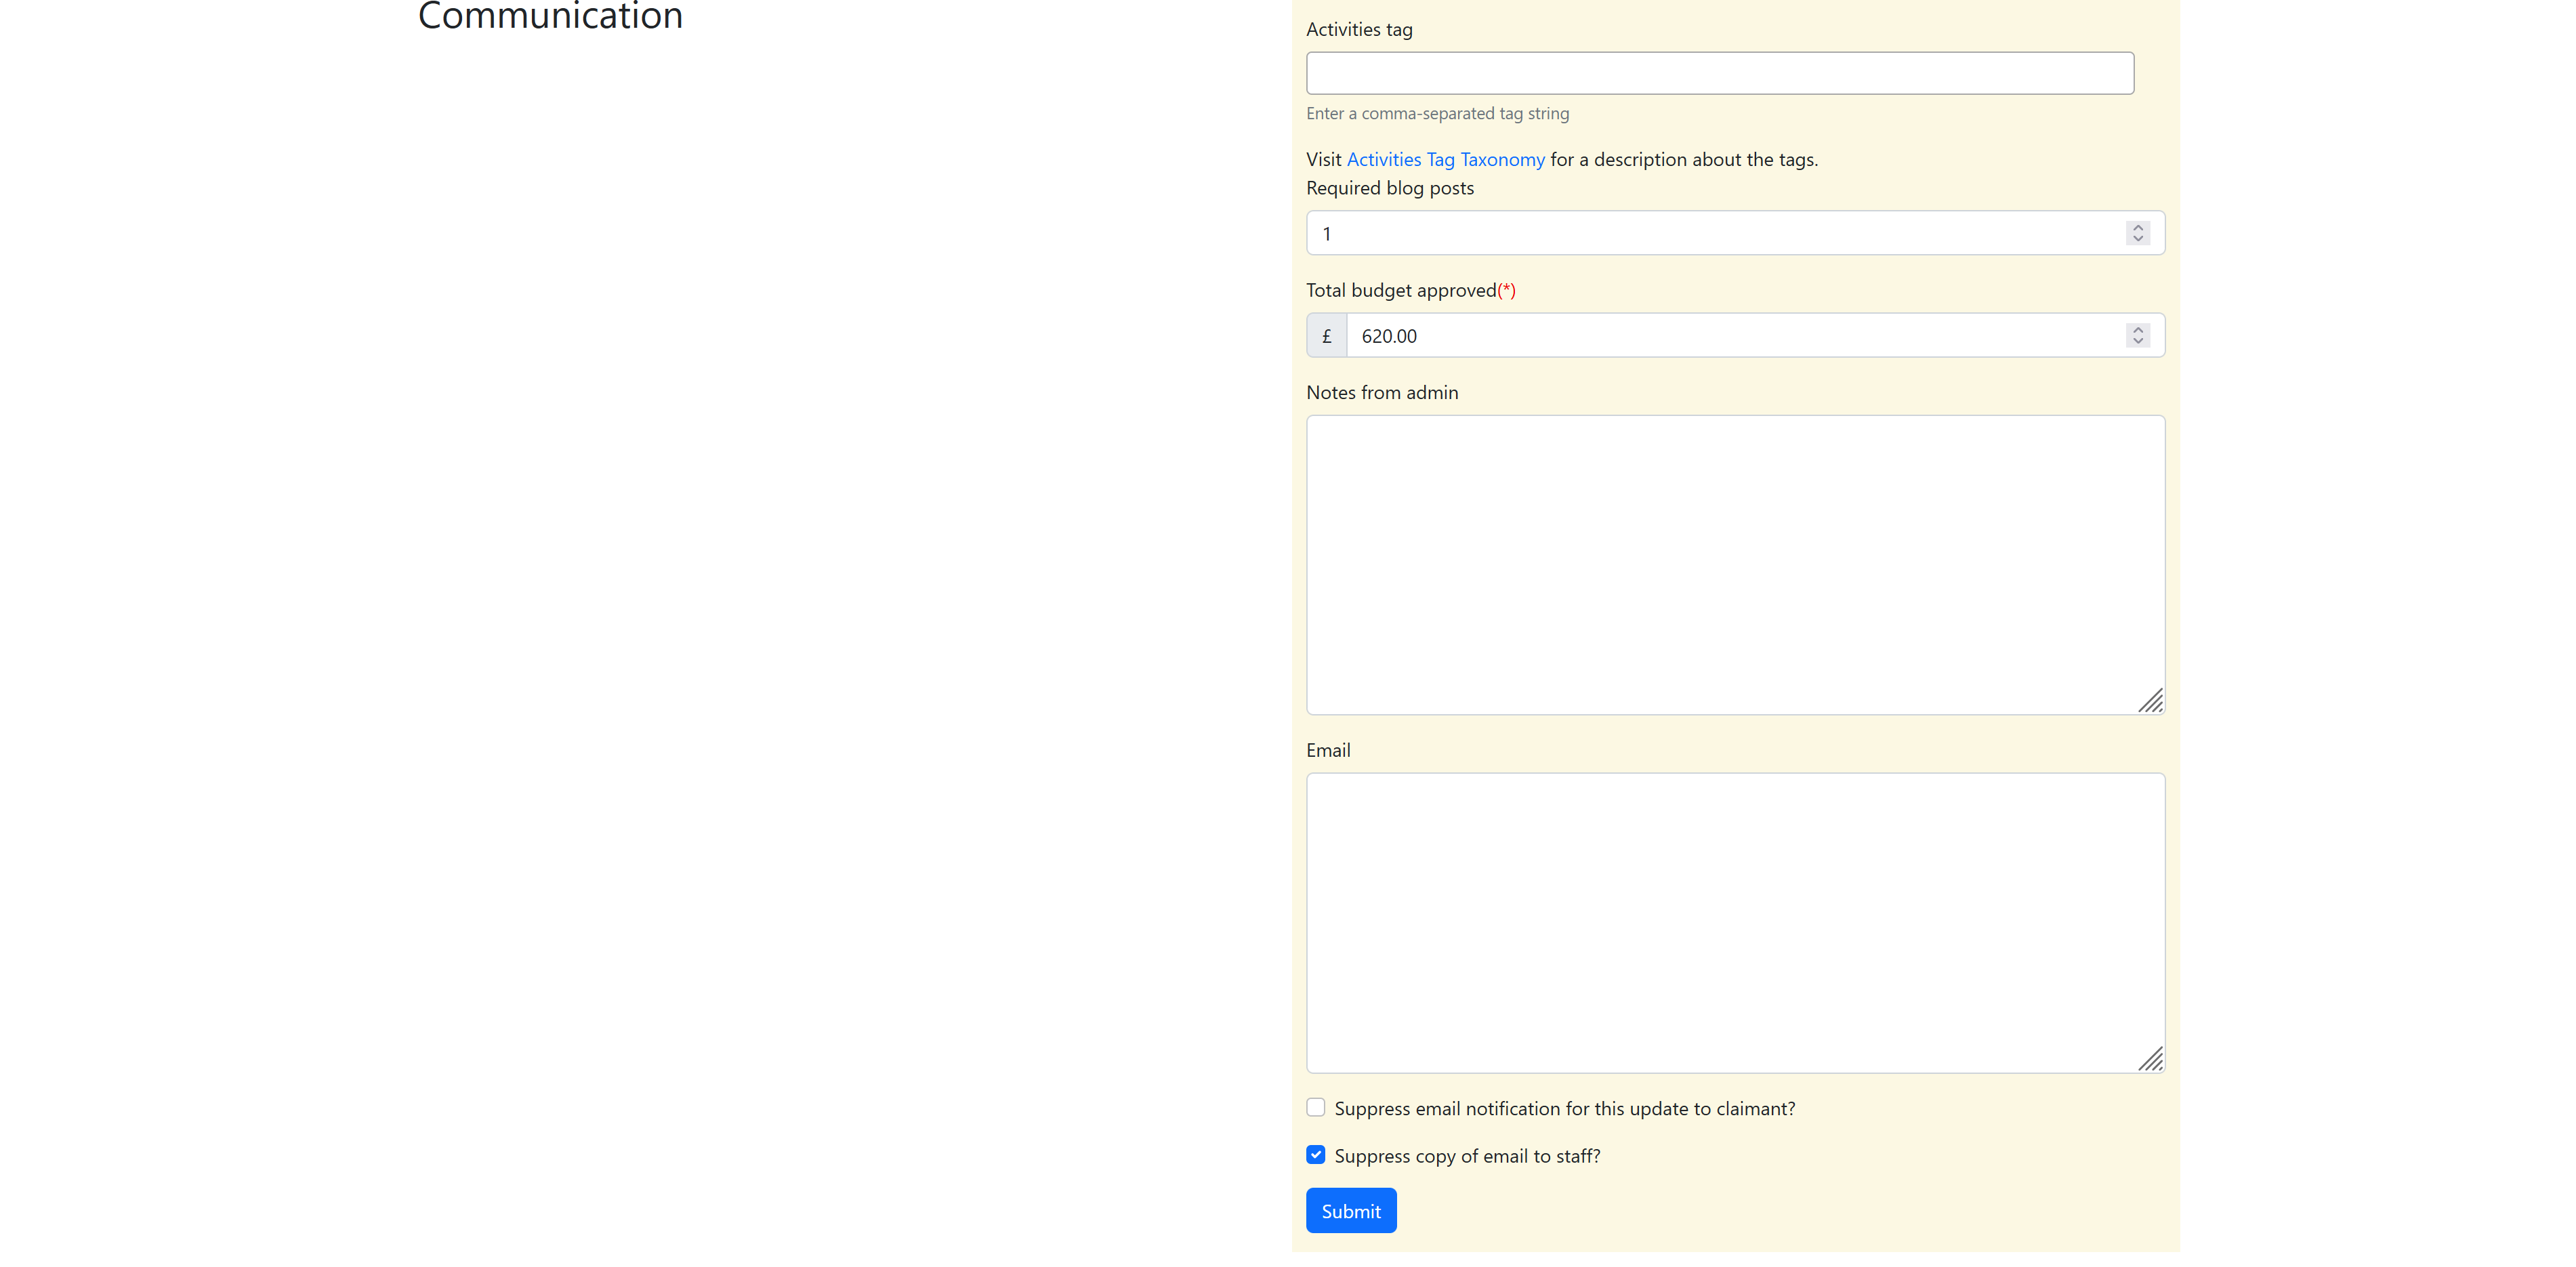 Communication
Activities tag
Enter a comma-separated tag string
Visit Activities Tag Taxonomy for a description about the tags.
Required blog posts
1
Total budget approved(*)
£ 620.00
Notes from admin
Email
Suppress email notification for this update to claimant?
Suppress copy of email to staff?
Submit